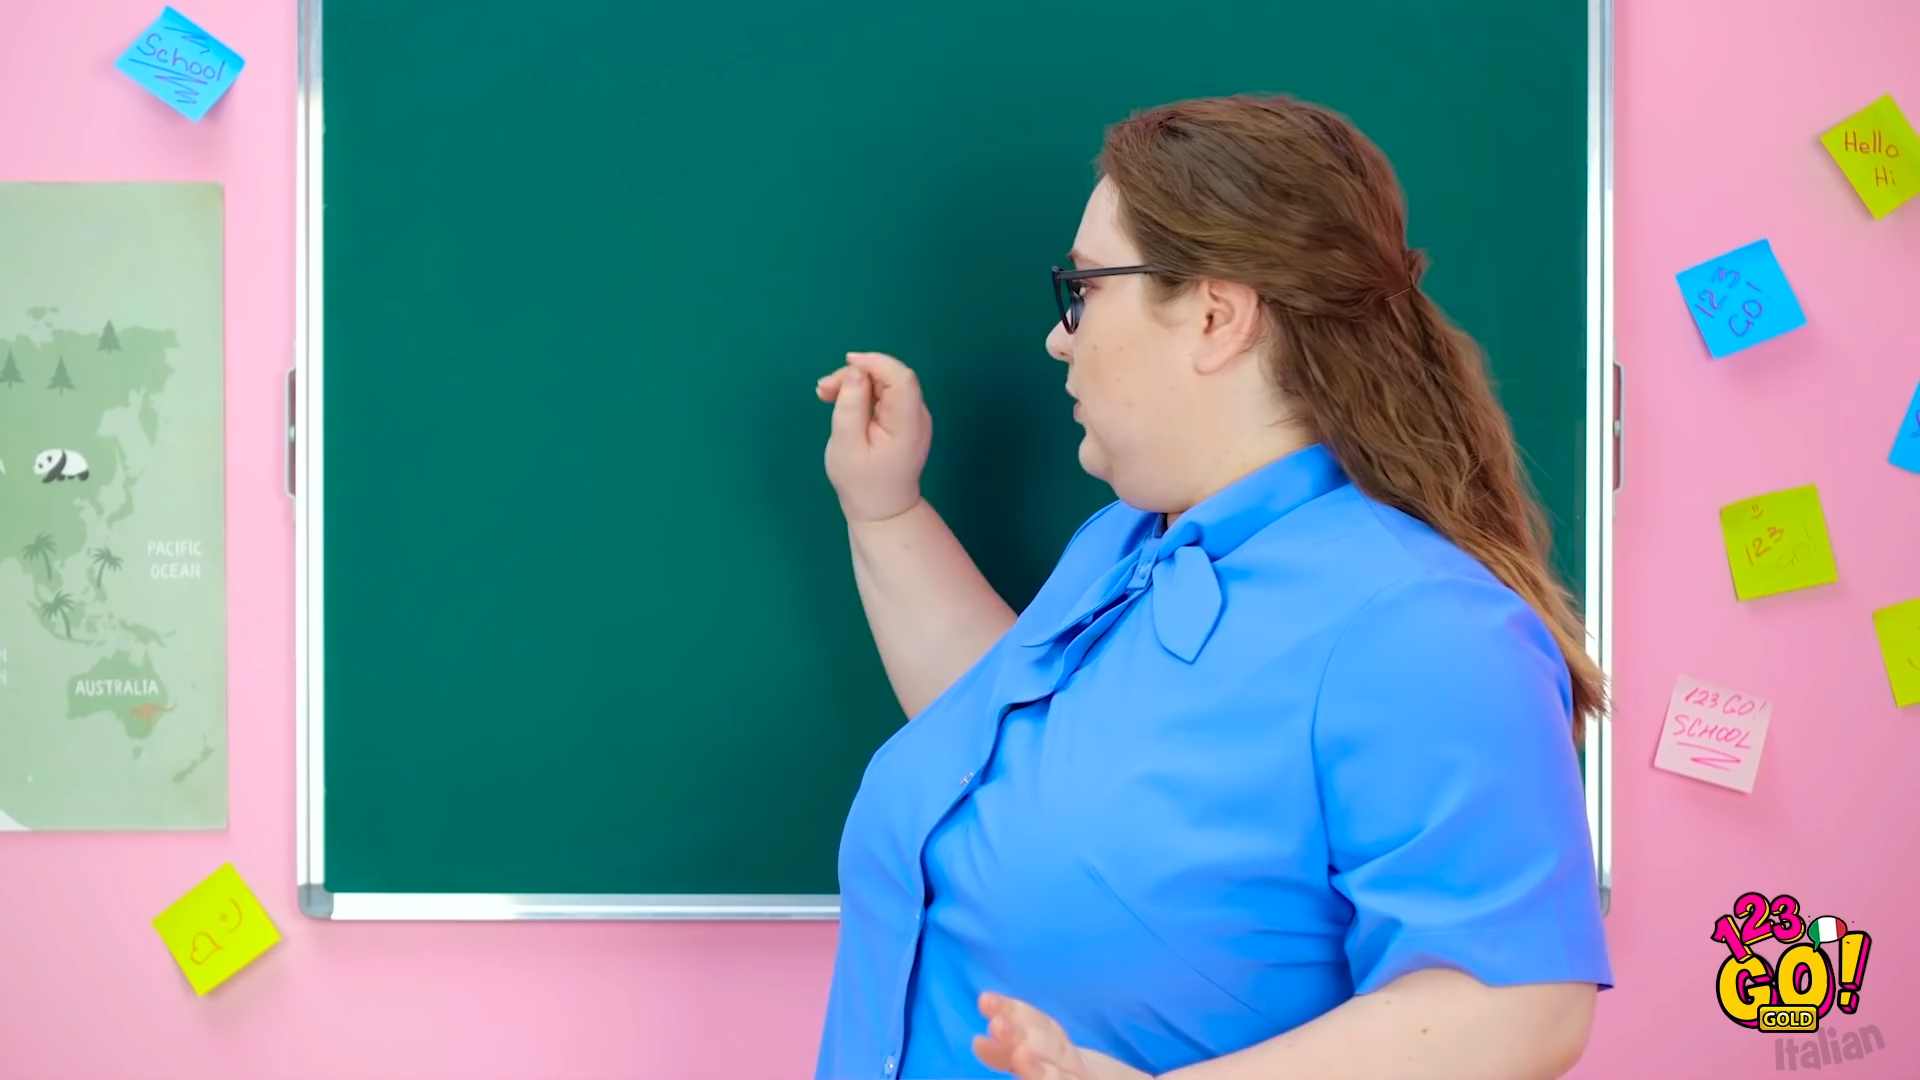 School
Hello
Hi
123
GO!
123
GO!
PACIFIC
OCEAN
AUSTRALIA
123 GO!
SCHOOL
123
GO!
GOLD
Italian